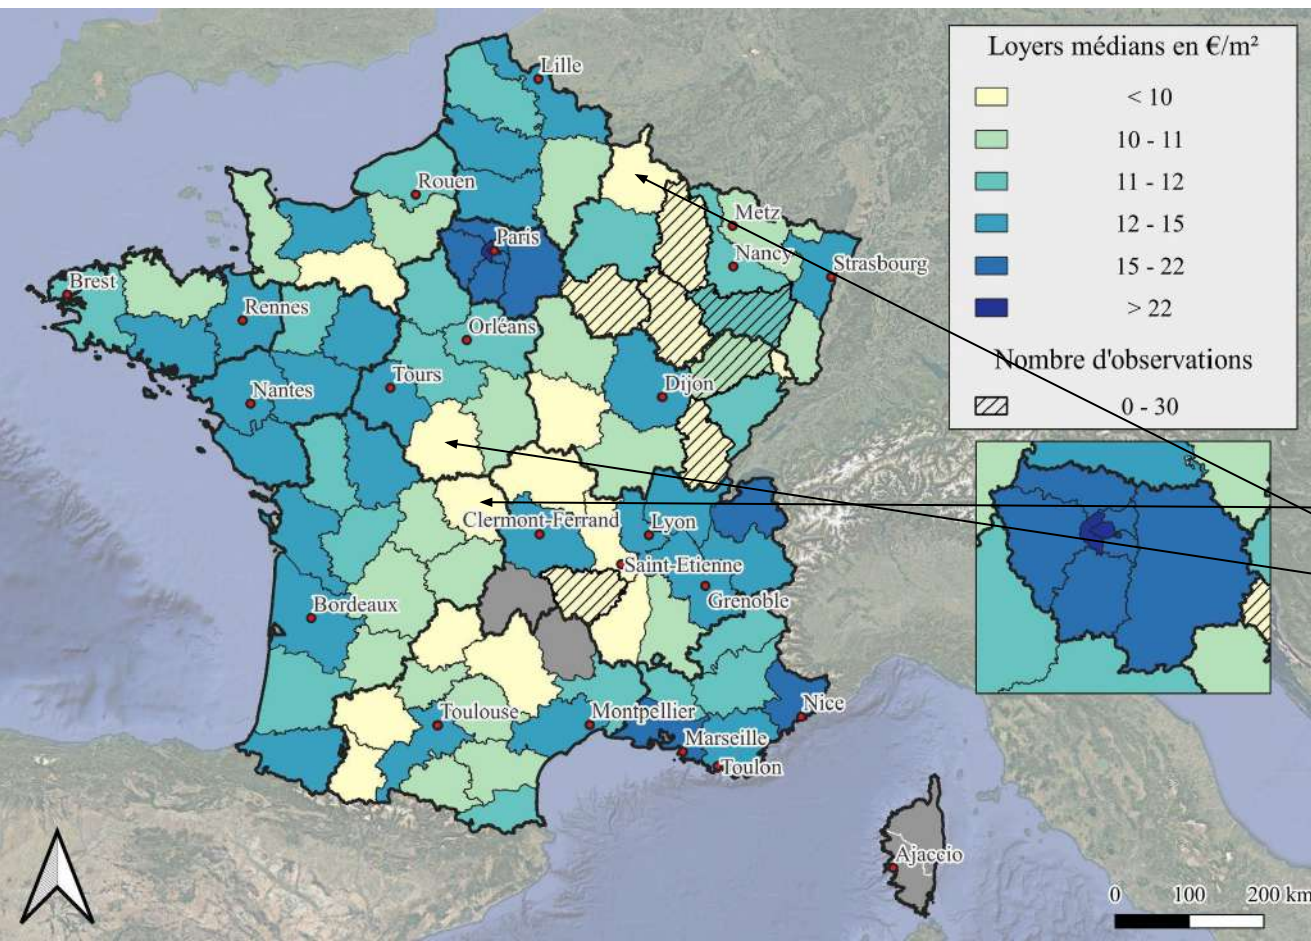 Loyers médians en €/m²
< 10
10 - 11
11 - 12
12 - 15
15 - 22
> 22
Nombre d'observations
0 - 30
Lille
Rouen
Metz
Paris
Nancy
Strasbourg
Brest
Rennes
Orléans
Tours
Nantes
Dijon
Clermont-Ferrand
Lyon
Saint-Etienne
Grenoble
Bordeaux
Nice
Toulouse
Montpellier
Marseille
Toulon
Ajaccio
0 100 200 km